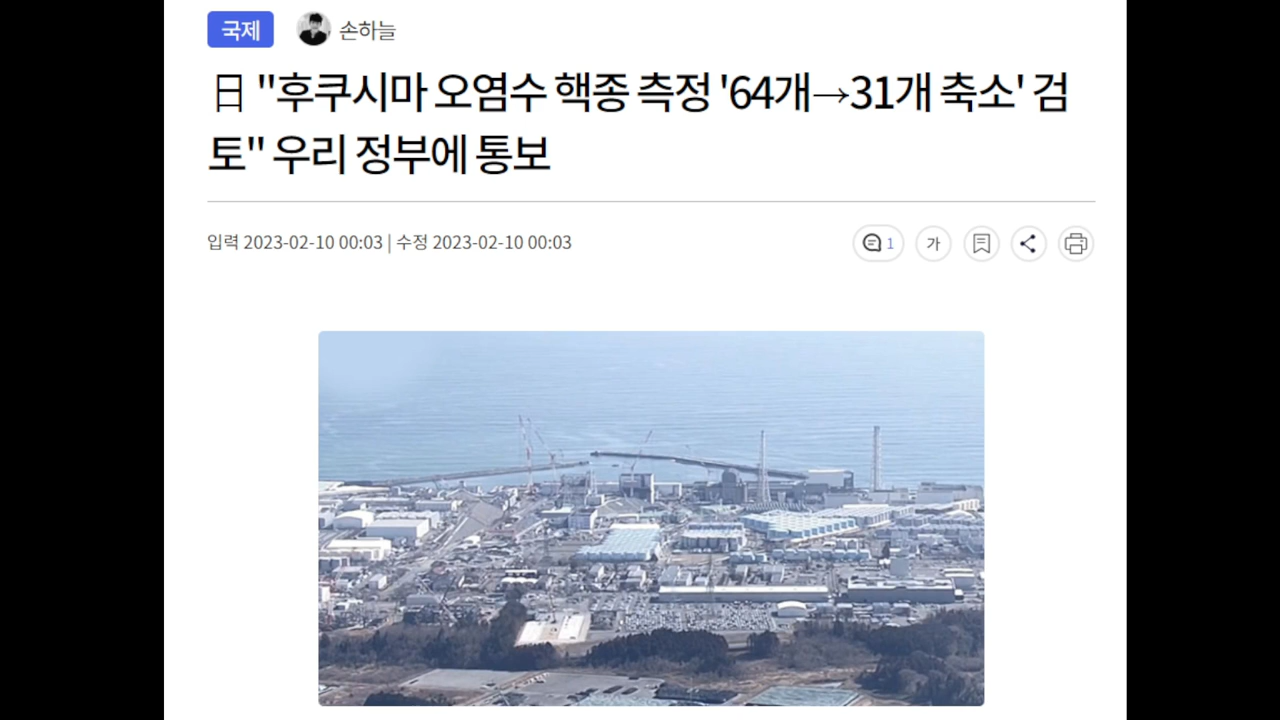 국제
손하늘
日 "후쿠시마 오염수 핵종 측정 '64개→31개 축소' 검
토" 우리 정부에 통보
입력 2023-02-10 00:03 | 수정 2023-02-10 00:03
1
가